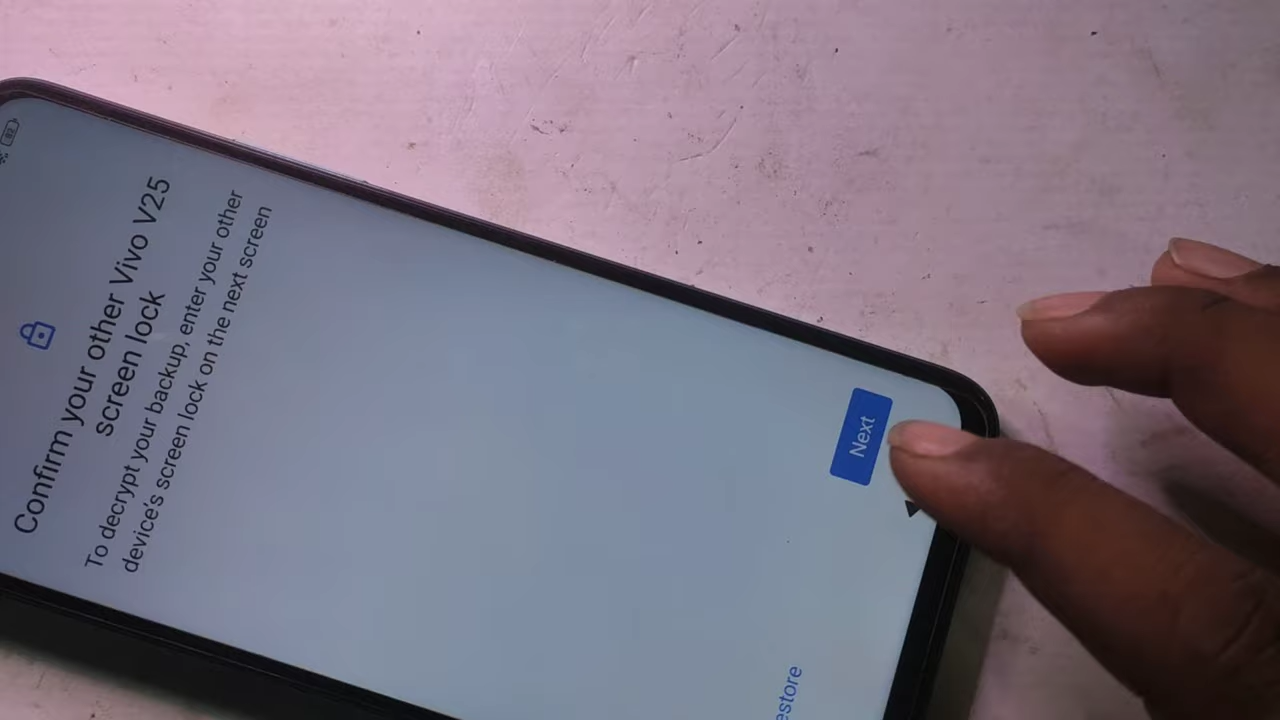 82
Confirm your other Vivo V25
screen lock
To decrypt your backup, enter your other
device's screen lock on the next screen
estore
Next